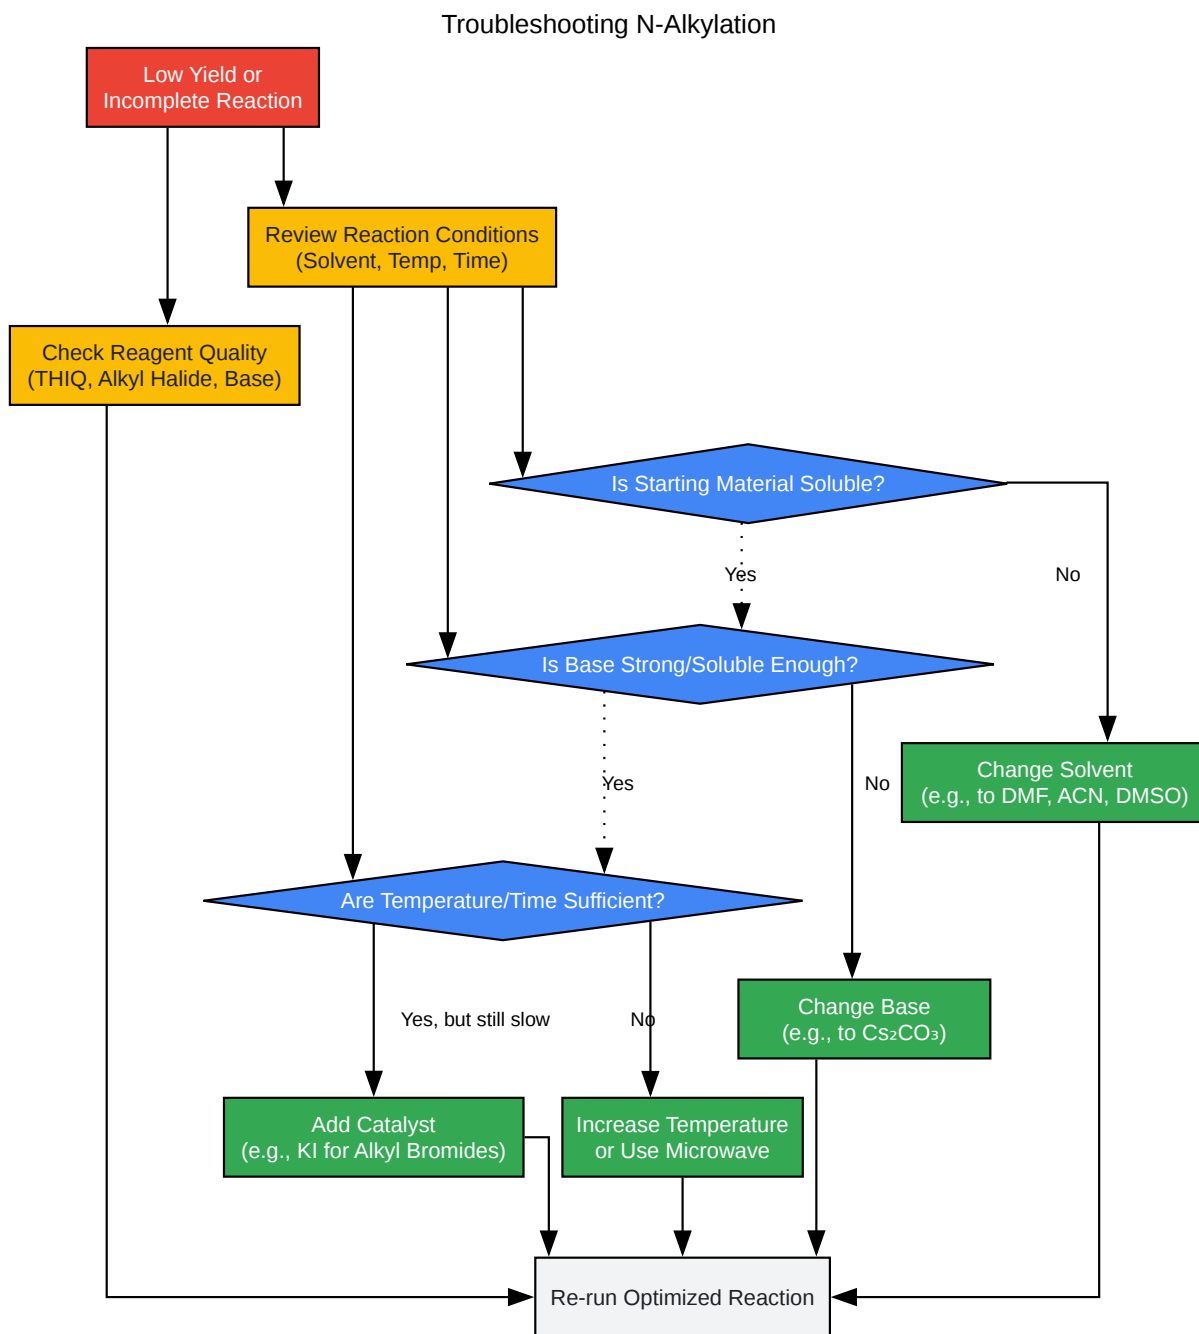 Troubleshooting N-Alkylation
Low Yield or
Incomplete Reaction
Review Reaction Conditions
(Solvent, Temp, Time)
Check Reagent Quality
(THIQ, Alkyl Halide, Base)
Is Starting Material Soluble?
Yes
No
Is Base Strong/Soluble Enough?
Yes
No
Change Solvent
(e.g., to DMF, ACN, DMSO)
Are Temperature/Time Sufficient?
Yes, but still slow
No
Change Base
(e.g., to Cs₂CO₃)
Add Catalyst
(e.g., KI for Alkyl Bromides)
Increase Temperature
or Use Microwave
Re-run Optimized Reaction